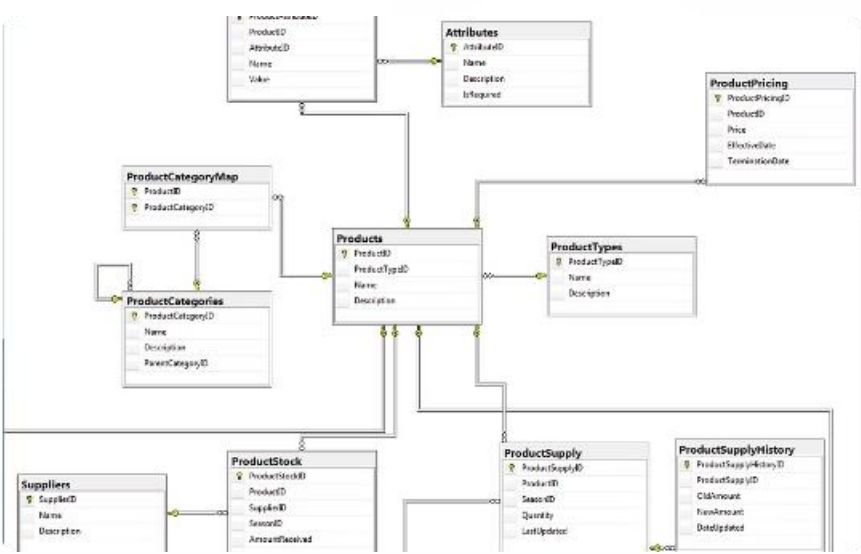 ProductID
AttributeID
Name
Value
Attributes
AttributeID
Name
Description
IsRequired
ProductPricing
ProductPricingID
ProductID
Price
EffectiveDate
TerminationDate
ProductCategoryMap
ProductID
ProductCategoryID
Products
ProductID
ProductTypeID
Name
Description
ProductTypes
ProductTypeID
Name
Description
ProductCategories
ProductCategoryID
Name
Description
ParentCategoryID
Suppliers
SupplierID
Name
Description
ProductStock
ProductStockID
ProductID
SupplierID
SeasonID
AmountReceived
ProductSupply
ProductSupplyID
ProductID
SeasonID
Quantity
LastUpdated
ProductSupplyHistory
ProductSupplyHistoryID
ProductSupplyID
OldAmount
NewAmount
DateUpdated